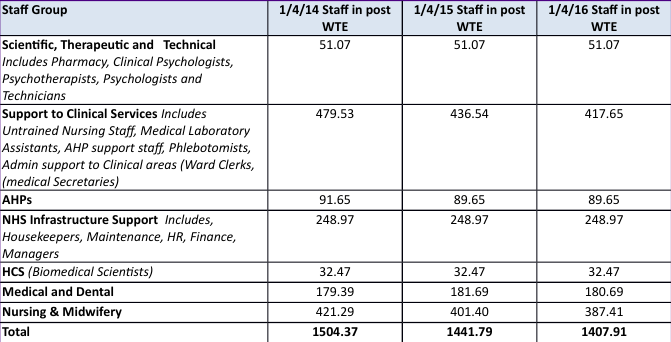 Staff Group 1/4/14 Staff in post WTE 1/4/15 Staff in post WTE 1/4/16 Staff in post WTE
Scientific, Therapeutic and Technical 51.07 51.07 51.07
Includes Pharmacy, Clinical Psychologists,
Psychotherapists, Psychologists and
Technicians
Support to Clinical Services Includes 479.53 436.54 417.65
Untrained Nursing Staff, Medical Laboratory
Assistants, AHP support staff, Phlebotomists,
Admin support to Clinical areas (Ward Clerks,
(medical Secretaries)
AHPs 91.65 89.65 89.65
NHS Infrastructure Support Includes, 248.97 248.97 248.97
Housekeepers, Maintenance, HR, Finance,
Managers
HCS (Biomedical Scientists) 32.47 32.47 32.47
Medical and Dental 179.39 181.69 180.69
Nursing & Midwifery 421.29 401.40 387.41
Total 1504.37 1441.79 1407.91